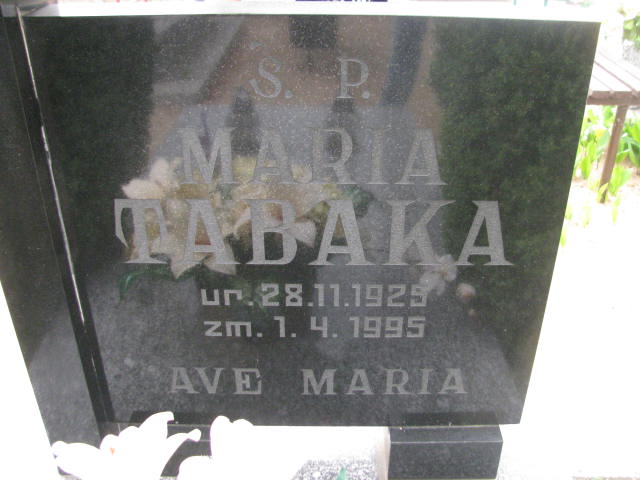 Ś. P.
MARIA
TABAKA
ur. 28.11.1925
zm. 1. 4. 1995
AVE MARIA